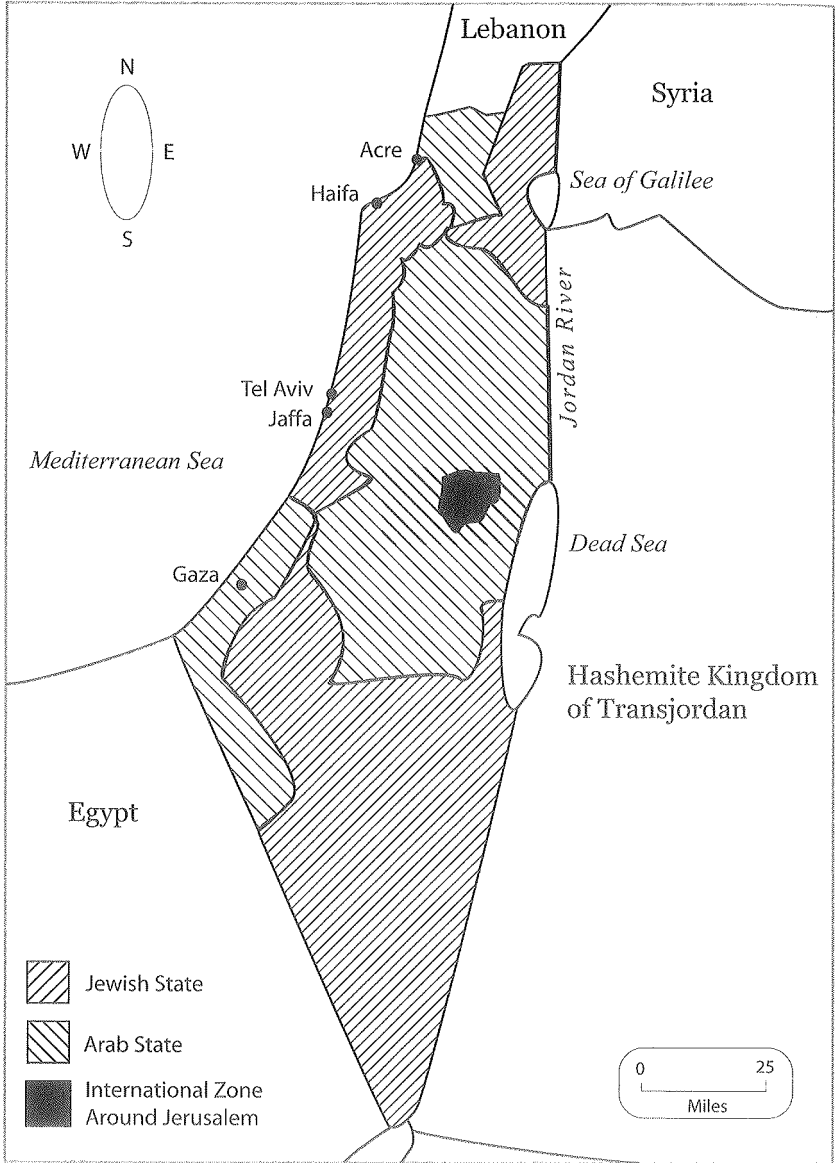 Lebanon
N
Syria
W
E
Acre
Sea of Galilee
Haifa
S
Jordan River
Tel Aviv
Jaffa
Mediterranean Sea
Dead Sea
Gaza
Hashemite Kingdom
of Transjordan
Egypt
Jewish State
Arab State
International Zone
Around Jerusalem
0
25
Miles